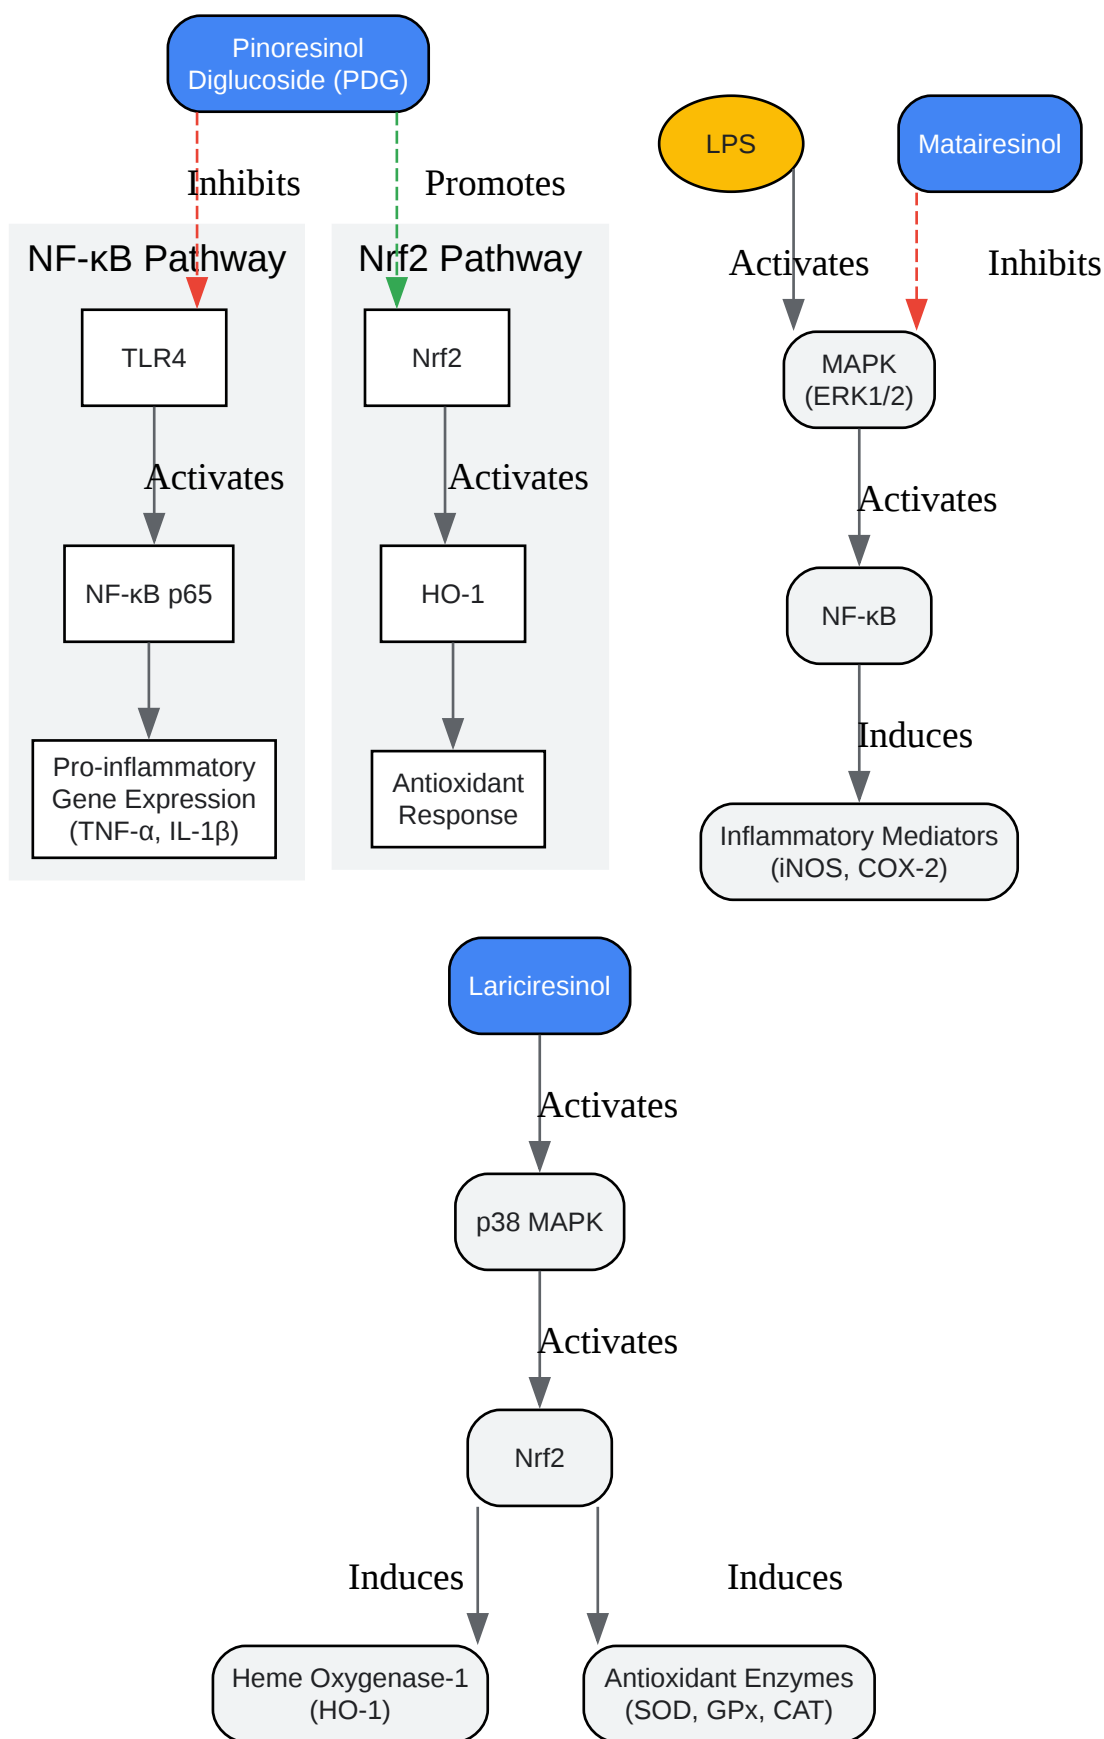 Pinoresinol
Diglucoside (PDG)
Inhibits
Promotes
NF-κB Pathway
TLR4
Activates
NF-κB p65
Pro-inflammatory
Gene Expression
(TNF-α, IL-1β)
Nrf2 Pathway
Nrf2
Activates
HO-1
Antioxidant
Response
LPS
Matairesinol
Activates
Inhibits
MAPK
(ERK1/2)
Activates
NF-κB
Induces
Inflammatory Mediators
(iNOS, COX-2)
Lariciresinol
Activates
p38 MAPK
Activates
Nrf2
Induces
Induces
Heme Oxygenase-1
(HO-1)
Antioxidant Enzymes
(SOD, GPx, CAT)